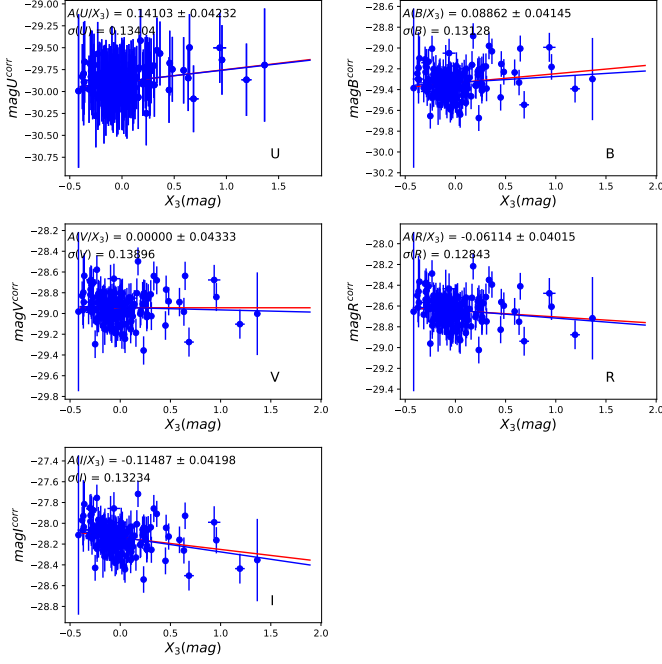 A(U/X3) = 0.14103 ± 0.04232
σ(U) = 0.13404
−29.00
−29.25
−29.50
−29.75
−30.00
−30.25
−30.50
−30.75
magU^corr
−0.5 0.0 0.5 1.0 1.5
X3(mag)
U
A(B/X3) = 0.08862 ± 0.04145
σ(B) = 0.13128
−28.8
−29.0
−29.2
−29.4
−29.6
−29.8
−30.0
−30.2
magB^corr
−0.5 0.0 0.5 1.0 1.5 2.0
X3(mag)
B
A(V/X3) = 0.00000 ± 0.04333
σ(V) = 0.13896
−28.2
−28.4
−28.6
−28.8
−29.0
−29.2
−29.4
−29.6
−29.8
magV^corr
−0.5 0.0 0.5 1.0 1.5 2.0
X3(mag)
V
A(R/X3) = -0.06114 ± 0.04015
σ(R) = 0.12843
−28.0
−28.2
−28.4
−28.6
−28.8
−29.0
−29.2
−29.4
magR^corr
−0.5 0.0 0.5 1.0 1.5 2.0
X3(mag)
R
A(I/X3) = -0.11487 ± 0.04198
σ(I) = 0.13234
−27.4
−27.6
−27.8
−28.0
−28.2
−28.4
−28.6
−28.8
magI^corr
−0.5 0.0 0.5 1.0 1.5 2.0
X3(mag)
I